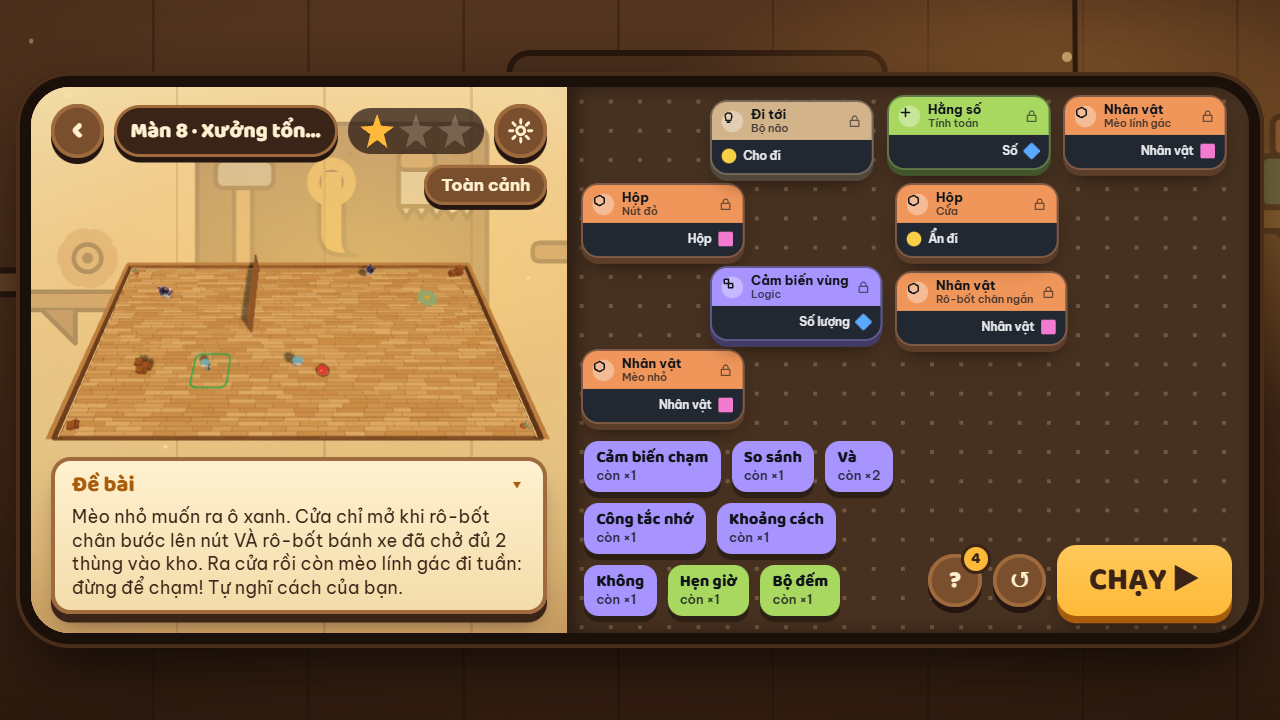 Màn 8 · Xưởng tổn...
Toàn cảnh
Đề bài
Mèo nhỏ muốn ra ô xanh. Cửa chỉ mở khi rô-bốt
chân bước lên nút VÀ rô-bốt bánh xe đã chở đủ 2
thùng vào kho. Ra cửa rồi còn mèo lính gác đi tuần:
đừng để chạm! Tự nghĩ cách của bạn.
Đi tới
Bộ não
Cho đi
Hằng số
Tính toán
Số
Nhân vật
Mèo lính gác
Nhân vật
Hộp
Nút đỏ
Hộp
Hộp
Cửa
Ẩn đi
Cảm biến vùng
Logic
Số lượng
Nhân vật
Rô-bốt chân ngắn
Nhân vật
Nhân vật
Mèo nhỏ
Nhân vật
Cảm biến chạm
còn ×1
So sánh
còn ×1
Và
còn ×2
Công tắc nhớ
còn ×1
Khoảng cách
còn ×1
Không
còn ×1
Hẹn giờ
còn ×1
Bộ đếm
còn ×1
?
4
CHẠY